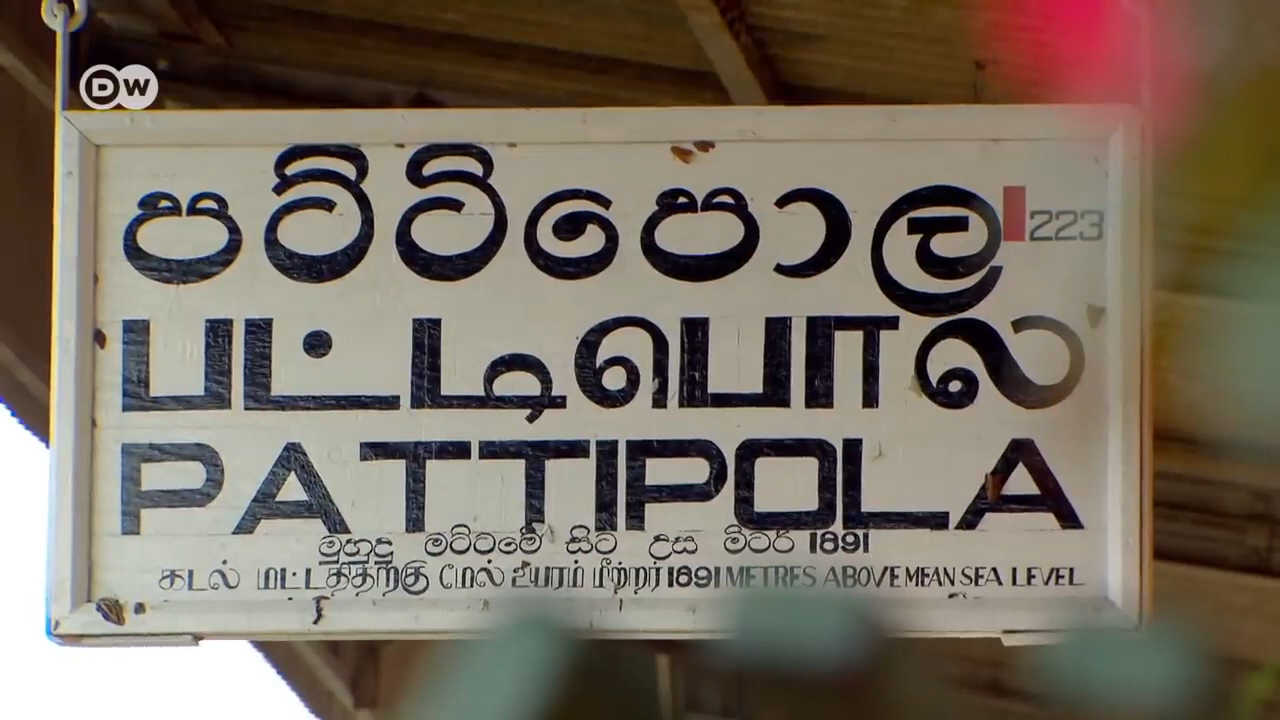 DW
පට්ටිපොල 223
பட்டிபொல
PATTIPOLA
මුහුදු මට්ටමේ සිට උස මීටර් 1891
கடல் மட்டதிற்கு மேல் உயரம் மீற்றர் 1891 METRES ABOVE MEAN SEA LEVEL